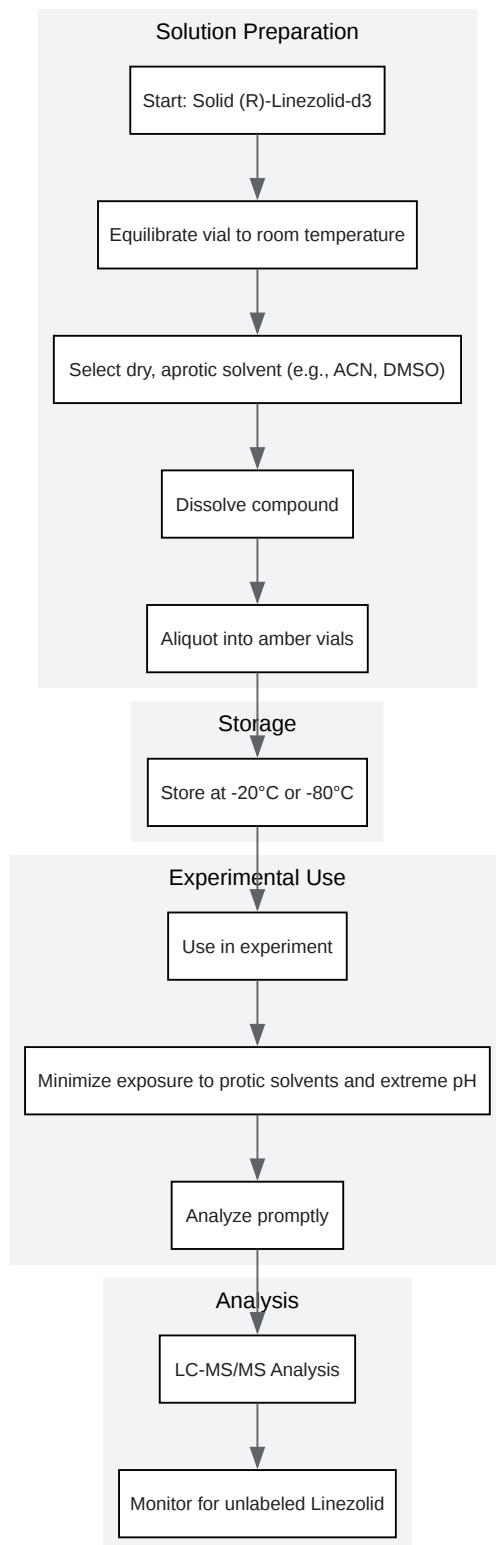 Solution Preparation
Start: Solid (R)-Linezolid-d3
Equilibrate vial to room temperature
Select dry, aprotic solvent (e.g., ACN, DMSO)
Dissolve compound
Aliquot into amber vials
Storage
Store at -20°C or -80°C
Experimental Use
Use in experiment
Minimize exposure to protic solvents and extreme pH
Analyze promptly
Analysis
LC-MS/MS Analysis
Monitor for unlabeled Linezolid